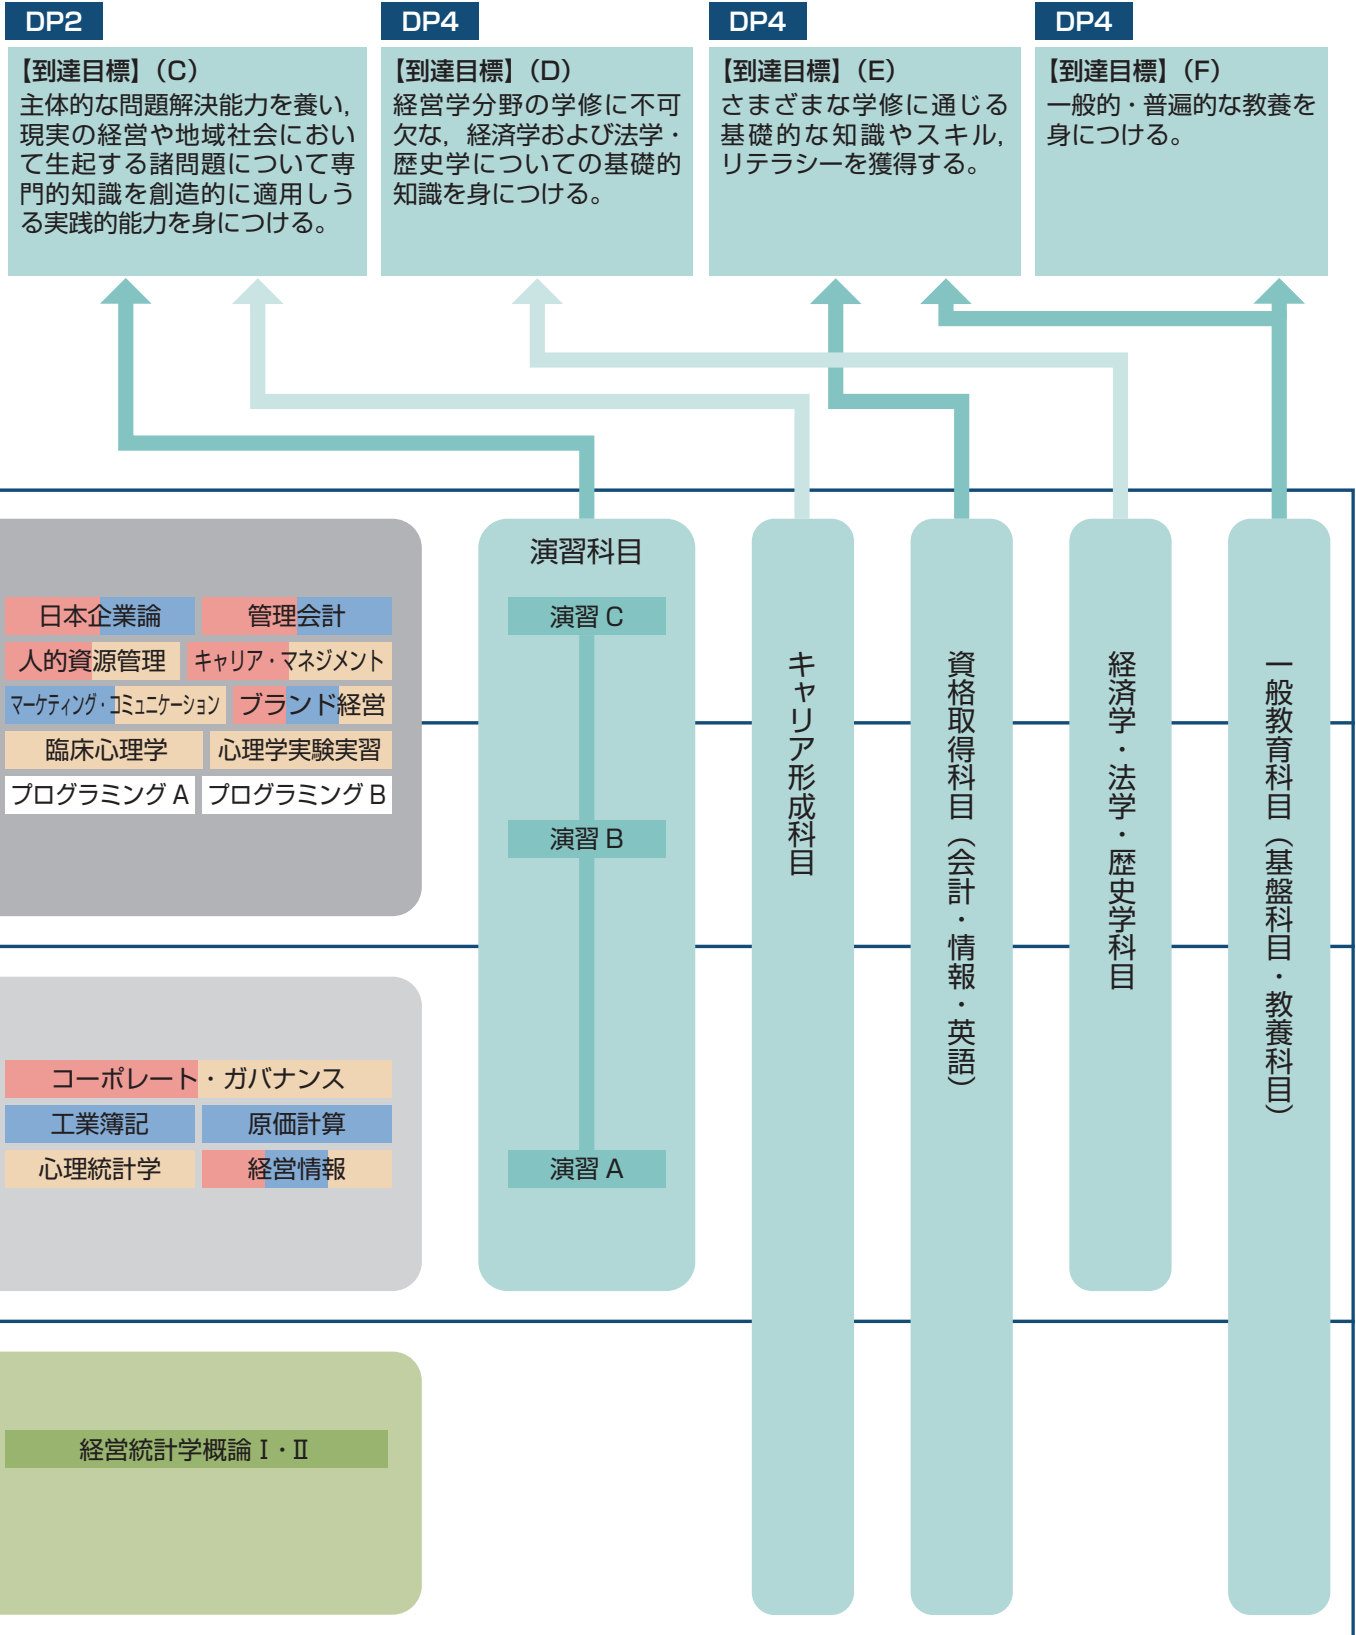 DP2
【到達目標】（C）
主体的な問題解決能力を養い，
現実の経営や地域社会におい
て生起する諸問題について専
門的知識を創造的に適用しう
る実践的能力を身につける。
DP4
【到達目標】（D）
経営学分野の学修に不可
欠な，経済学および法学・
歴史学についての基礎的
知識を身につける。
DP4
【到達目標】（E）
さまざまな学修に通じる
基礎的な知識やスキル，
リテラシーを獲得する。
DP4
【到達目標】（F）
一般的・普遍的な教養を
身につける。
日本企業論
管理会計
人的資源管理
キャリア・マネジメント
マーケティング・コミュニケーション
ブランド経営
臨床心理学
心理学実験実習
プログラミング A
プログラミング B
コーポレート・ガバナンス
工業簿記
原価計算
心理統計学
経営情報
経営統計学概論 Ⅰ・Ⅱ
演習科目
演習 C
演習 B
演習 A
キャリア形成科目
資格取得科目（会計・情報・英語）
経済学・法学・歴史学科目
一般教育科目（基盤科目・教養科目）